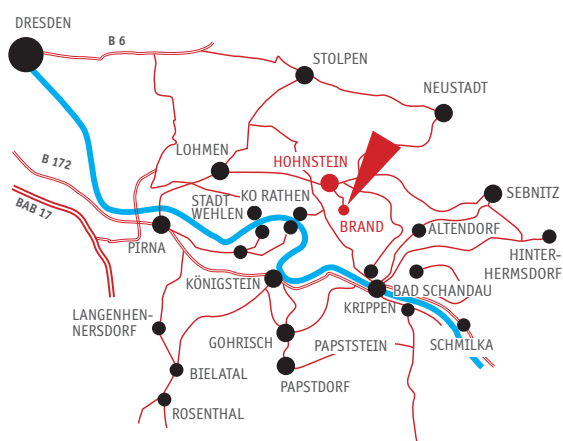 DRESDEN
B 6
STOLPEN
NEUSTADT
LOHMEN
B 172
HOHNSTEIN
BAB 17
STADT
WEHLEN
KO RATHEN
SEBNITZ
BRAND
ALTENDORF
PIRNA
HINTER-
HERMSDORF
KÖNIGSTEIN
BAD SCHANDAU
KRIPPEN
LANGENHEN-
NERSDORF
GOHRISCH
PAPSTSTEIN
SCHMILKA
BIELATAL
PAPSTDORF
ROSENTHAL